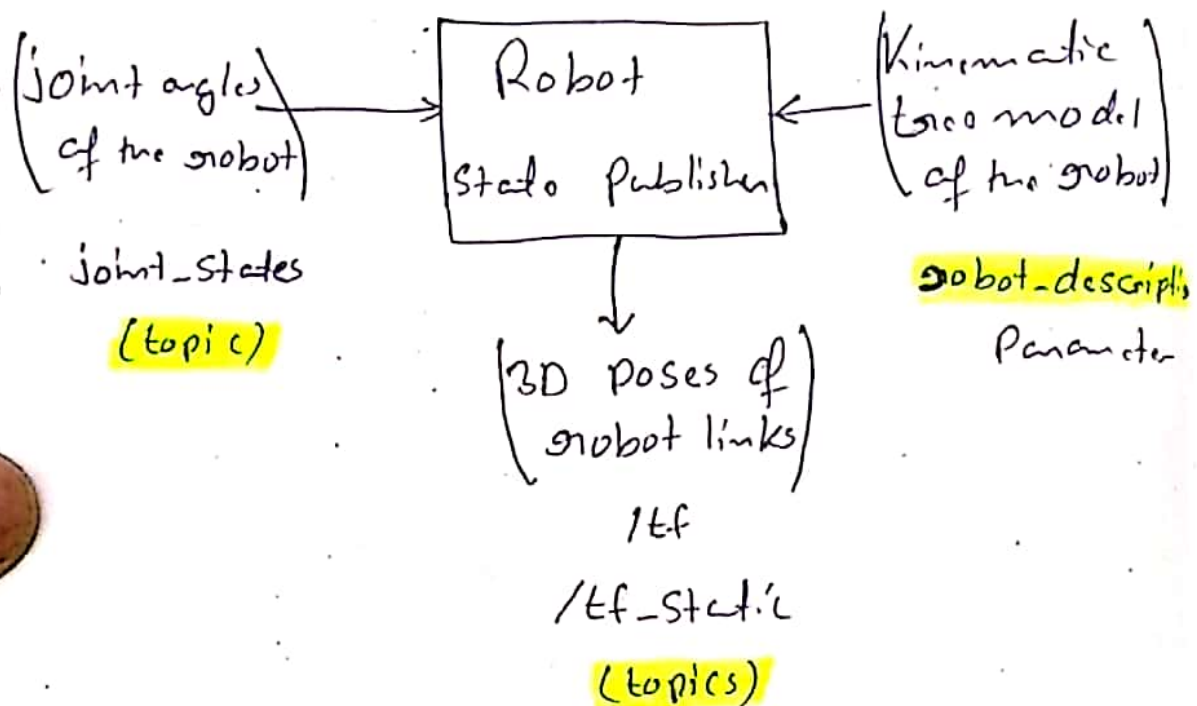 (joint angles
of the robot)
joint_states
(topic)
Robot
State Publisher
(Kinematic
tree model
of the robot)
robot_descripti
Parameter
(3D Poses of
robot links)
/tf
/tf_static
(topics)